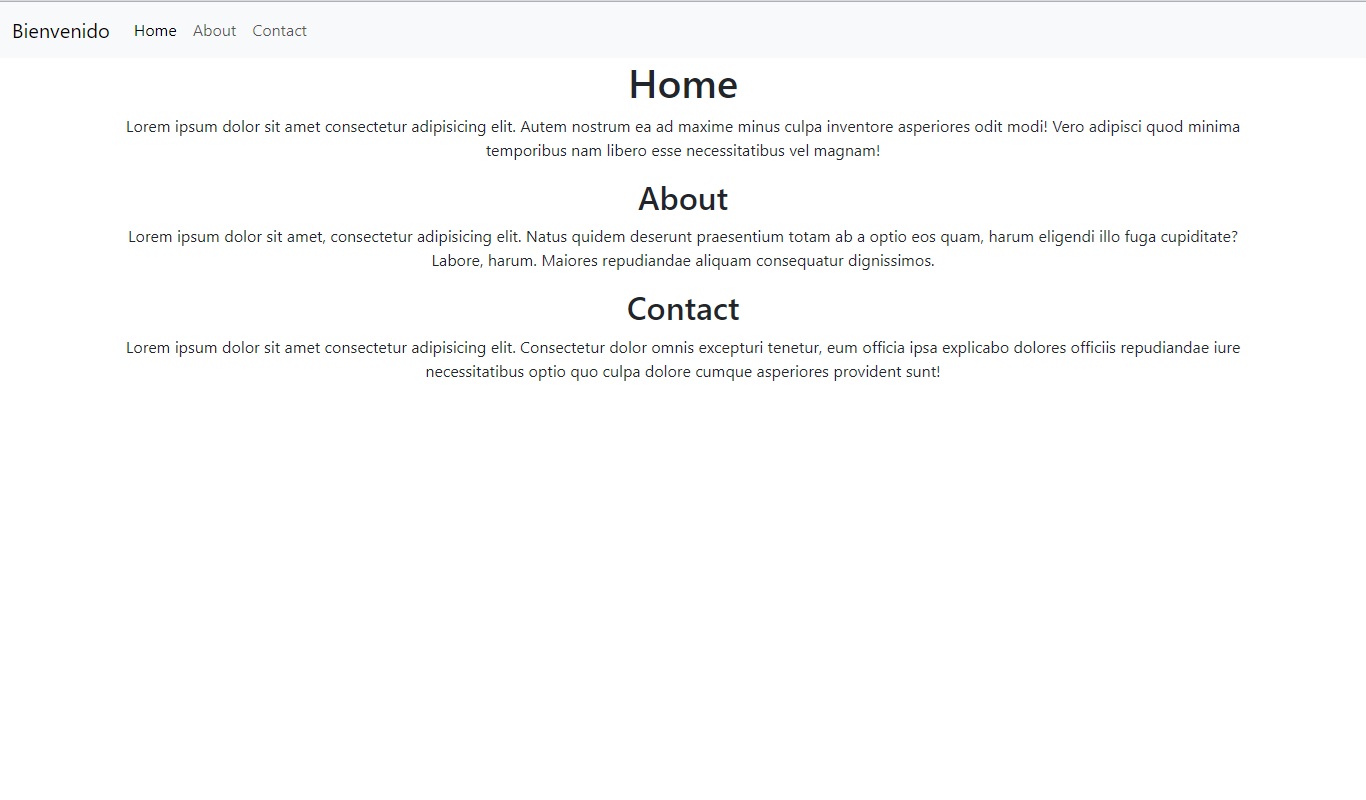 Bienvenido Home About Contact
Home
Lorem ipsum dolor sit amet consectetur adipisicing elit. Autem nostrum ea ad maxime minus culpa inventore asperiores odit modi! Vero adipisci quod minima
temporibus nam libero esse necessitatibus vel magnam!
About
Lorem ipsum dolor sit amet, consectetur adipisicing elit. Natus quidem deserunt praesentium totam ab a optio eos quam, harum eligendi illo fuga cupiditate?
Labore, harum. Maiores repudiandae aliquam consequatur dignissimos.
Contact
Lorem ipsum dolor sit amet consectetur adipisicing elit. Consectetur dolor omnis excepturi tenetur, eum officia ipsa explicabo dolores officiis repudiandae iure
necessitatibus optio quo culpa dolore cumque asperiores provident sunt!